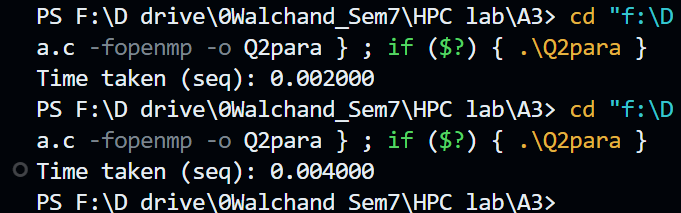 PS F:\D drive\0Walchand_Sem7\HPC lab\A3> cd "f:\D
a.c -fopenmp -o Q2para } ; if ($?) { .\Q2para }
Time taken (seq): 0.002000
PS F:\D drive\0Walchand_Sem7\HPC lab\A3> cd "f:\D
a.c -fopenmp -o Q2para } ; if ($?) { .\Q2para }
Time taken (seq): 0.004000
PS F:\D drive\0Walchand_Sem7\HPC lab\A3>